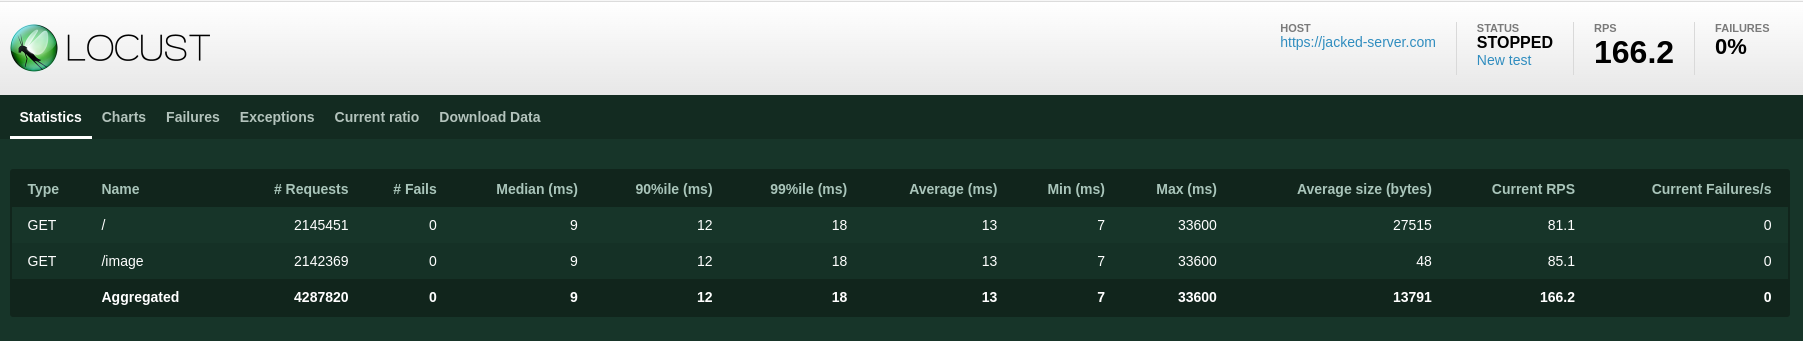 LOCUST
HOST
https://jacked-server.com
STATUS
STOPPED
New test
RPS
166.2
FAILURES
0%
Statistics Charts Failures Exceptions Current ratio Download Data
Type Name # Requests # Fails Median (ms) 90%ile (ms) 99%ile (ms) Average (ms) Min (ms) Max (ms) Average size (bytes) Current RPS Current Failures/s
GET / 2145451 0 9 12 18 13 7 33600 27515 81.1 0
GET /image 2142369 0 9 12 18 13 7 33600 48 85.1 0
Aggregated 4287820 0 9 12 18 13 7 33600 13791 166.2 0